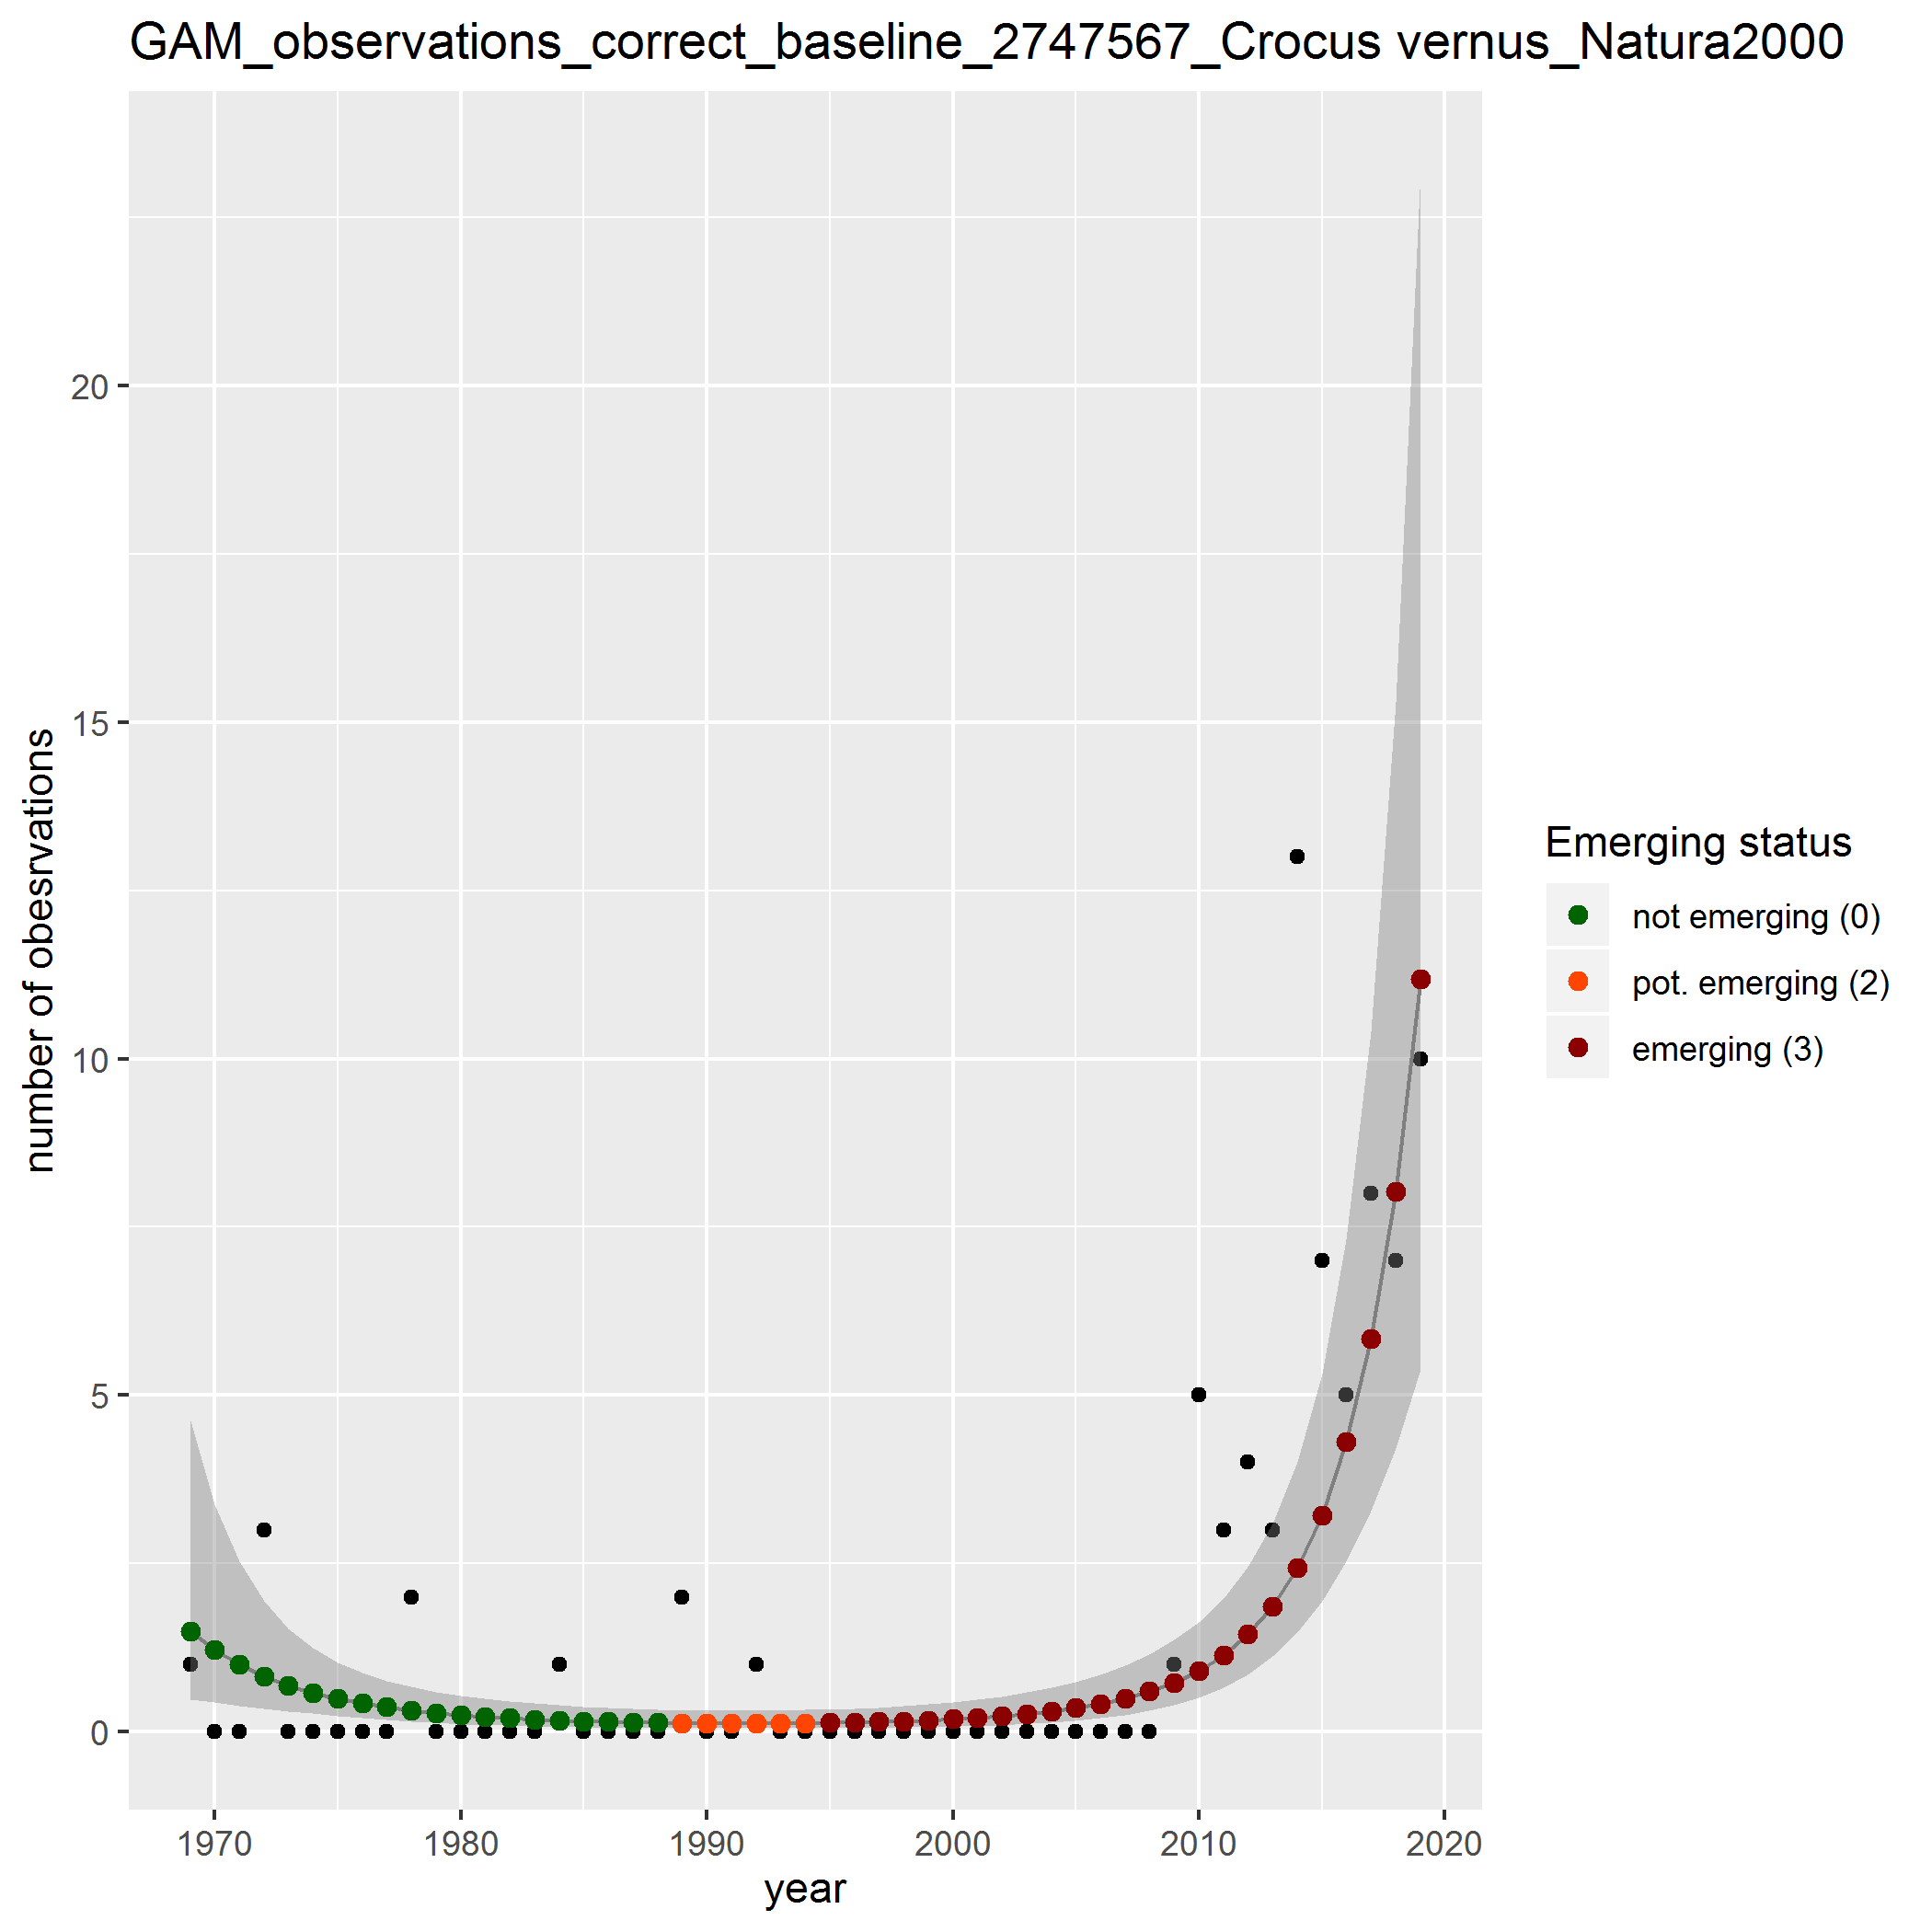 GAM_observations_correct_baseline_2747567_Crocus vernus_Natura2000
number of obesrvations
20
15
10
5
0
1970 1980 1990 2000 2010 2020
year
Emerging status
not emerging (0)
pot. emerging (2)
emerging (3)